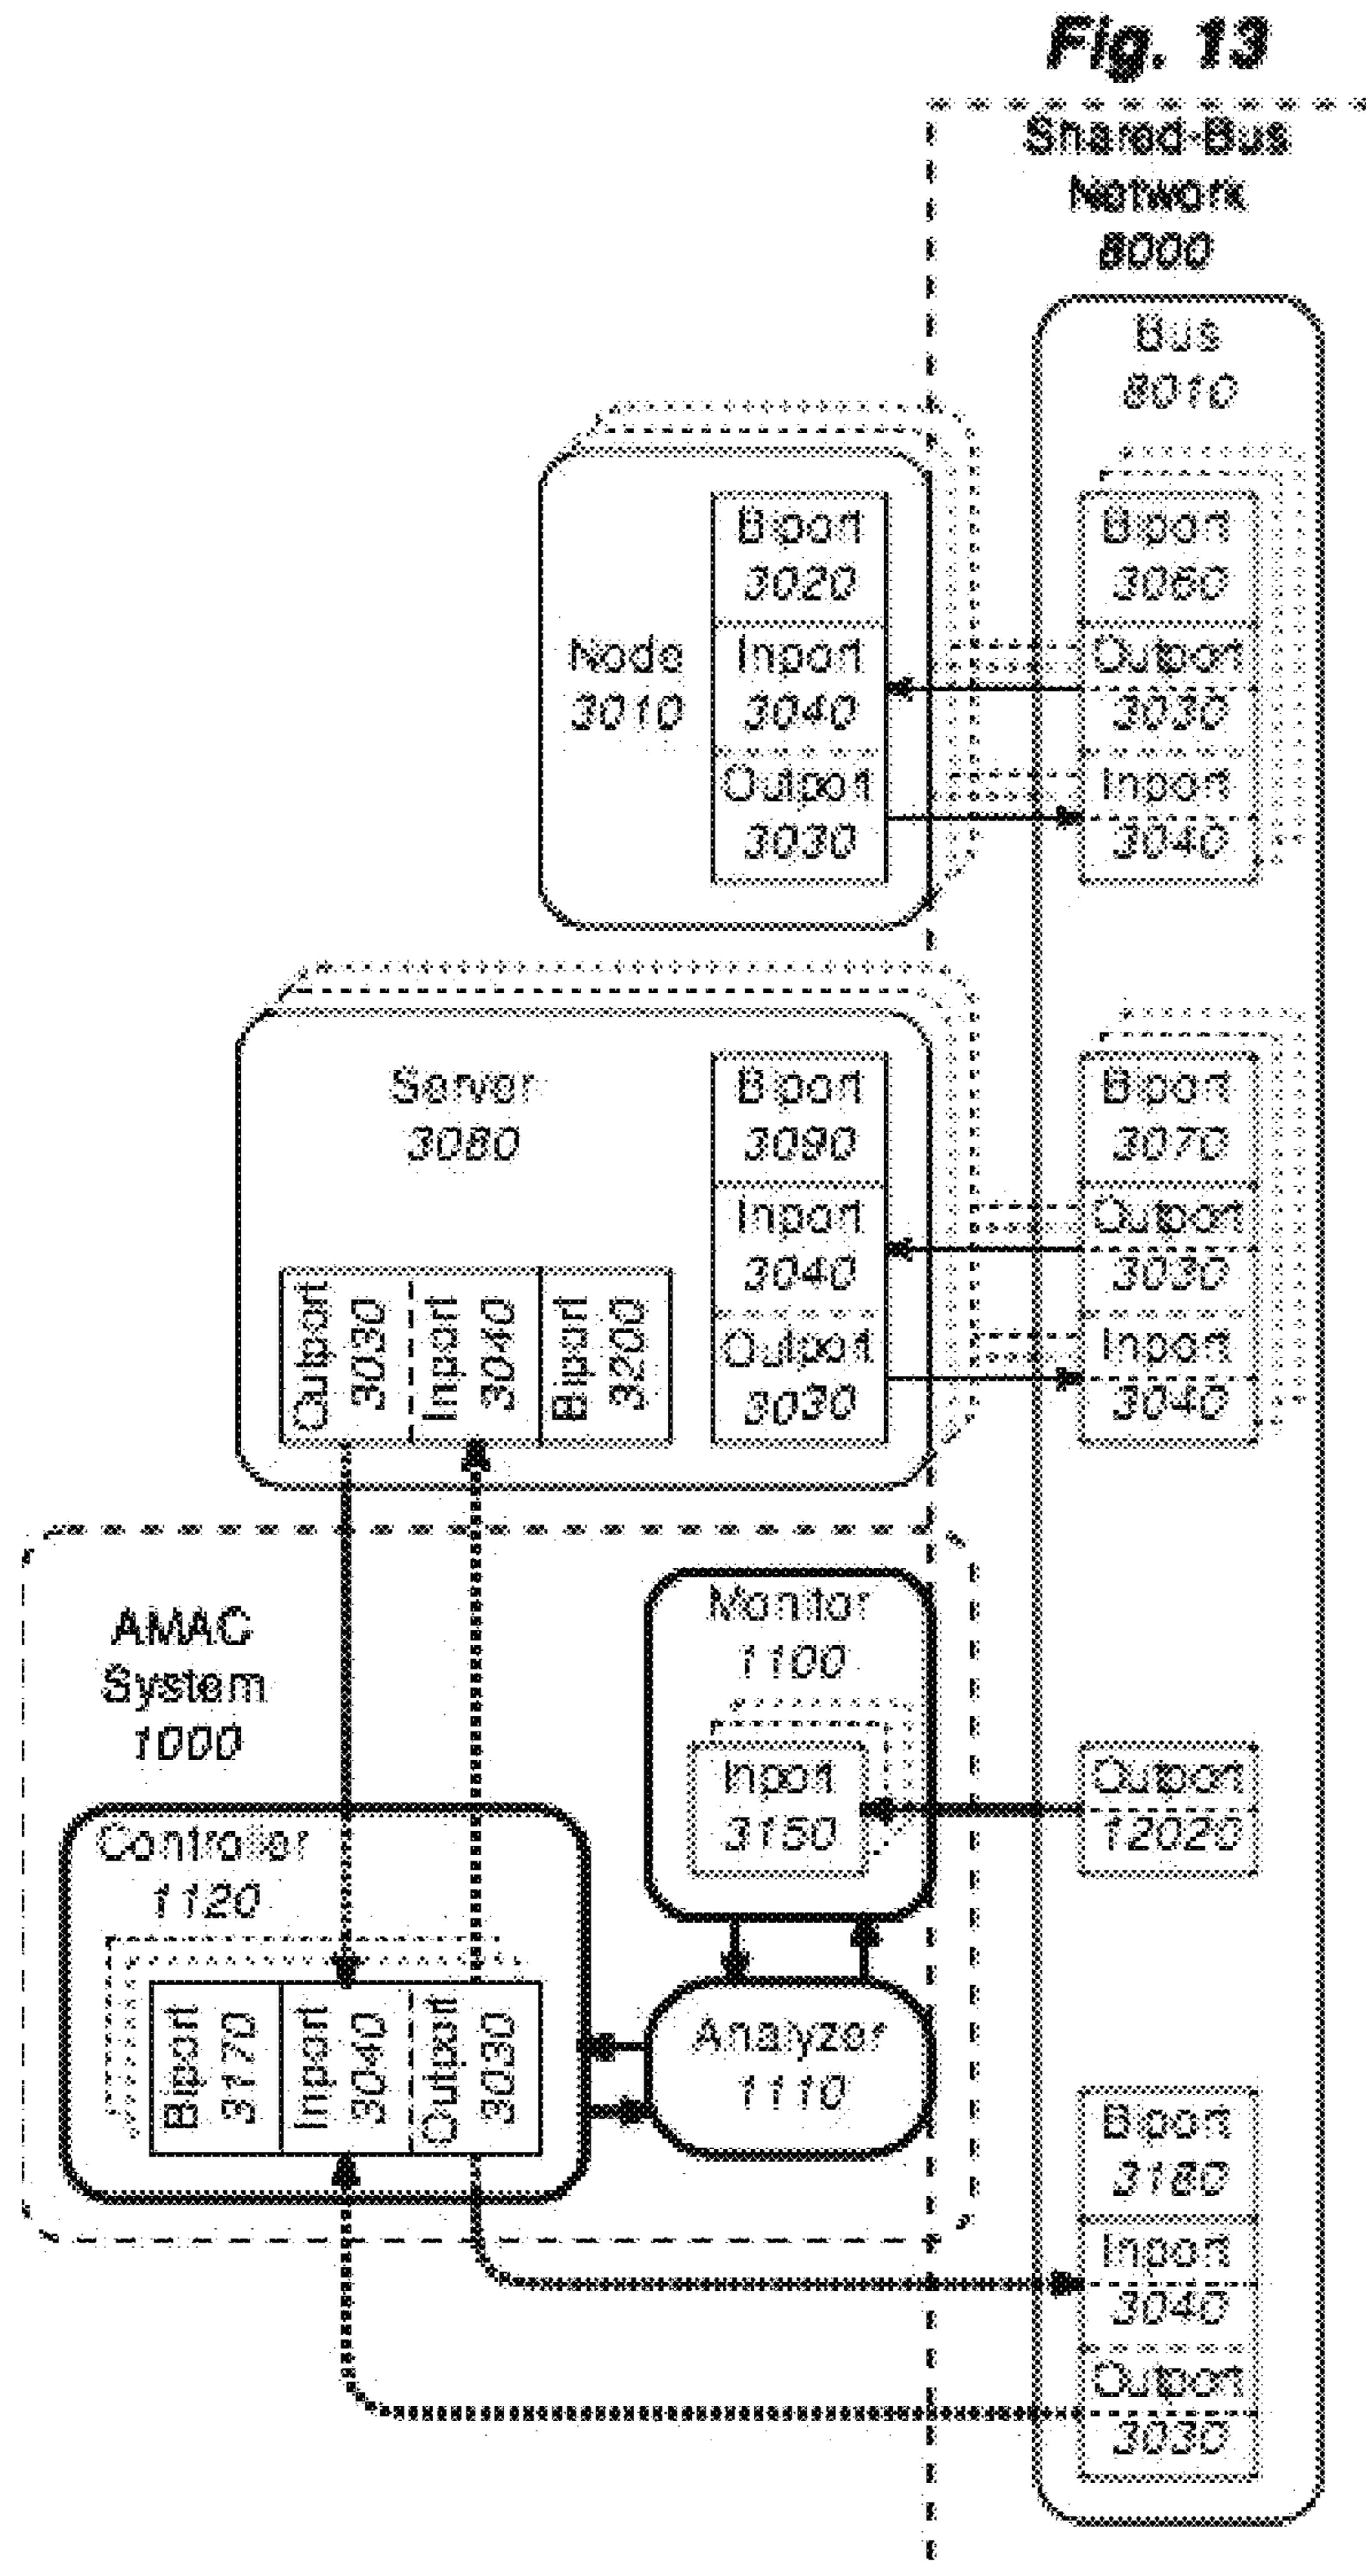 Fig. 13
Shared-Bus
Network
8000
Bus
8010
Biport
3020
Inport
3040
Outport
3030
Node
3010
Biport
3060
Outport
3030
Inport
3040
Server
3080
Biport
3090
Inport
3040
Outport
3030
Outport
3030
Inport
3040
Biport
3200
Biport
3070
Outport
3030
Inport
3040
AMAC
System
1000
Monitor
1100
Inport
3150
Outport
12020
Controller
1120
Biport
3170
Inport
3040
Outport
3030
Analyzer
1110
Biport
3180
Inport
3040
Outport
3030